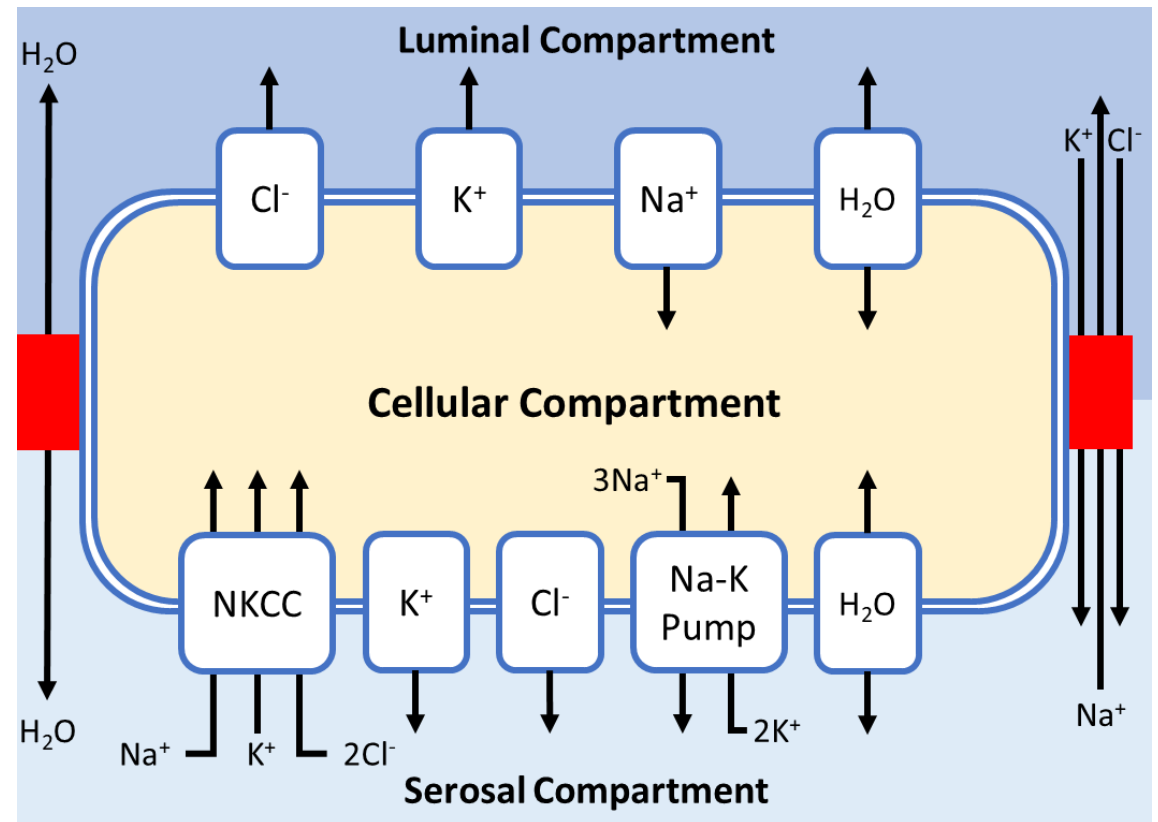 Luminal Compartment
H₂O
K⁺ Cl⁻
Cl⁻
K⁺
Na⁺
H₂O
Cellular Compartment
3Na⁺
NKCC
K⁺
Cl⁻
Na-K
Pump
H₂O
H₂O
Na⁺
K⁺
2Cl⁻
2K⁺
Na⁺
Serosal Compartment